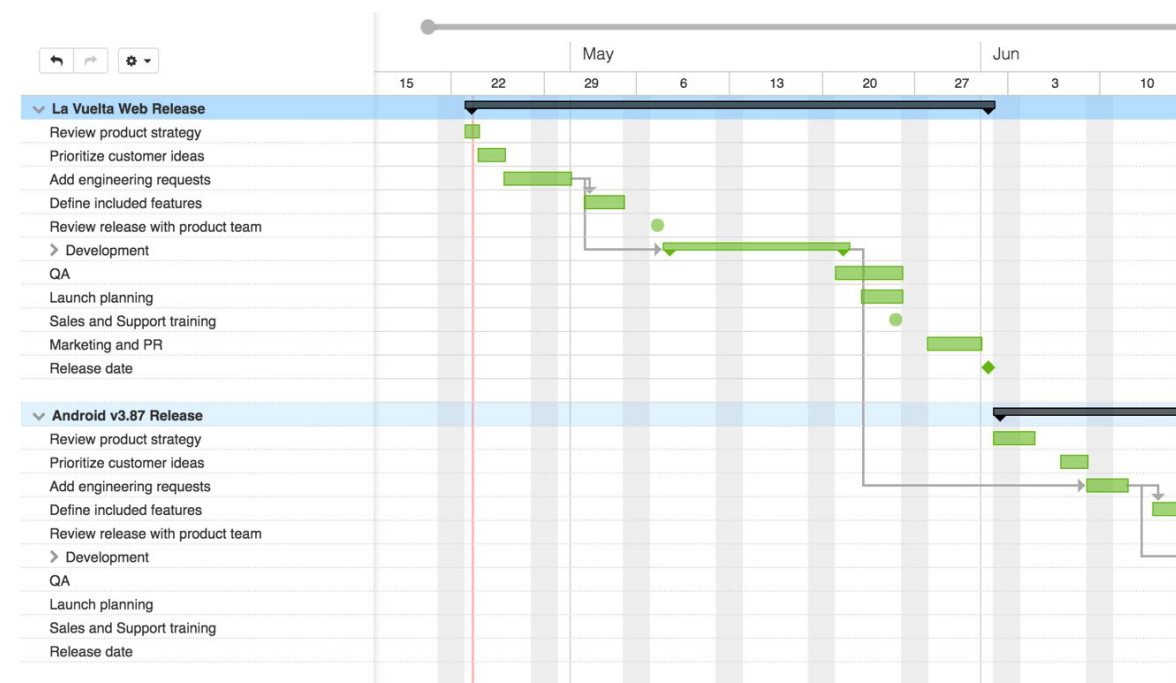 May
Jun
15 22 29 6 13 20 27 3 10
La Vuelta Web Release
Review product strategy
Prioritize customer ideas
Add engineering requests
Define included features
Review release with product team
Development
QA
Launch planning
Sales and Support training
Marketing and PR
Release date
Android v3.87 Release
Review product strategy
Prioritize customer ideas
Add engineering requests
Define included features
Review release with product team
Development
QA
Launch planning
Sales and Support training
Release date